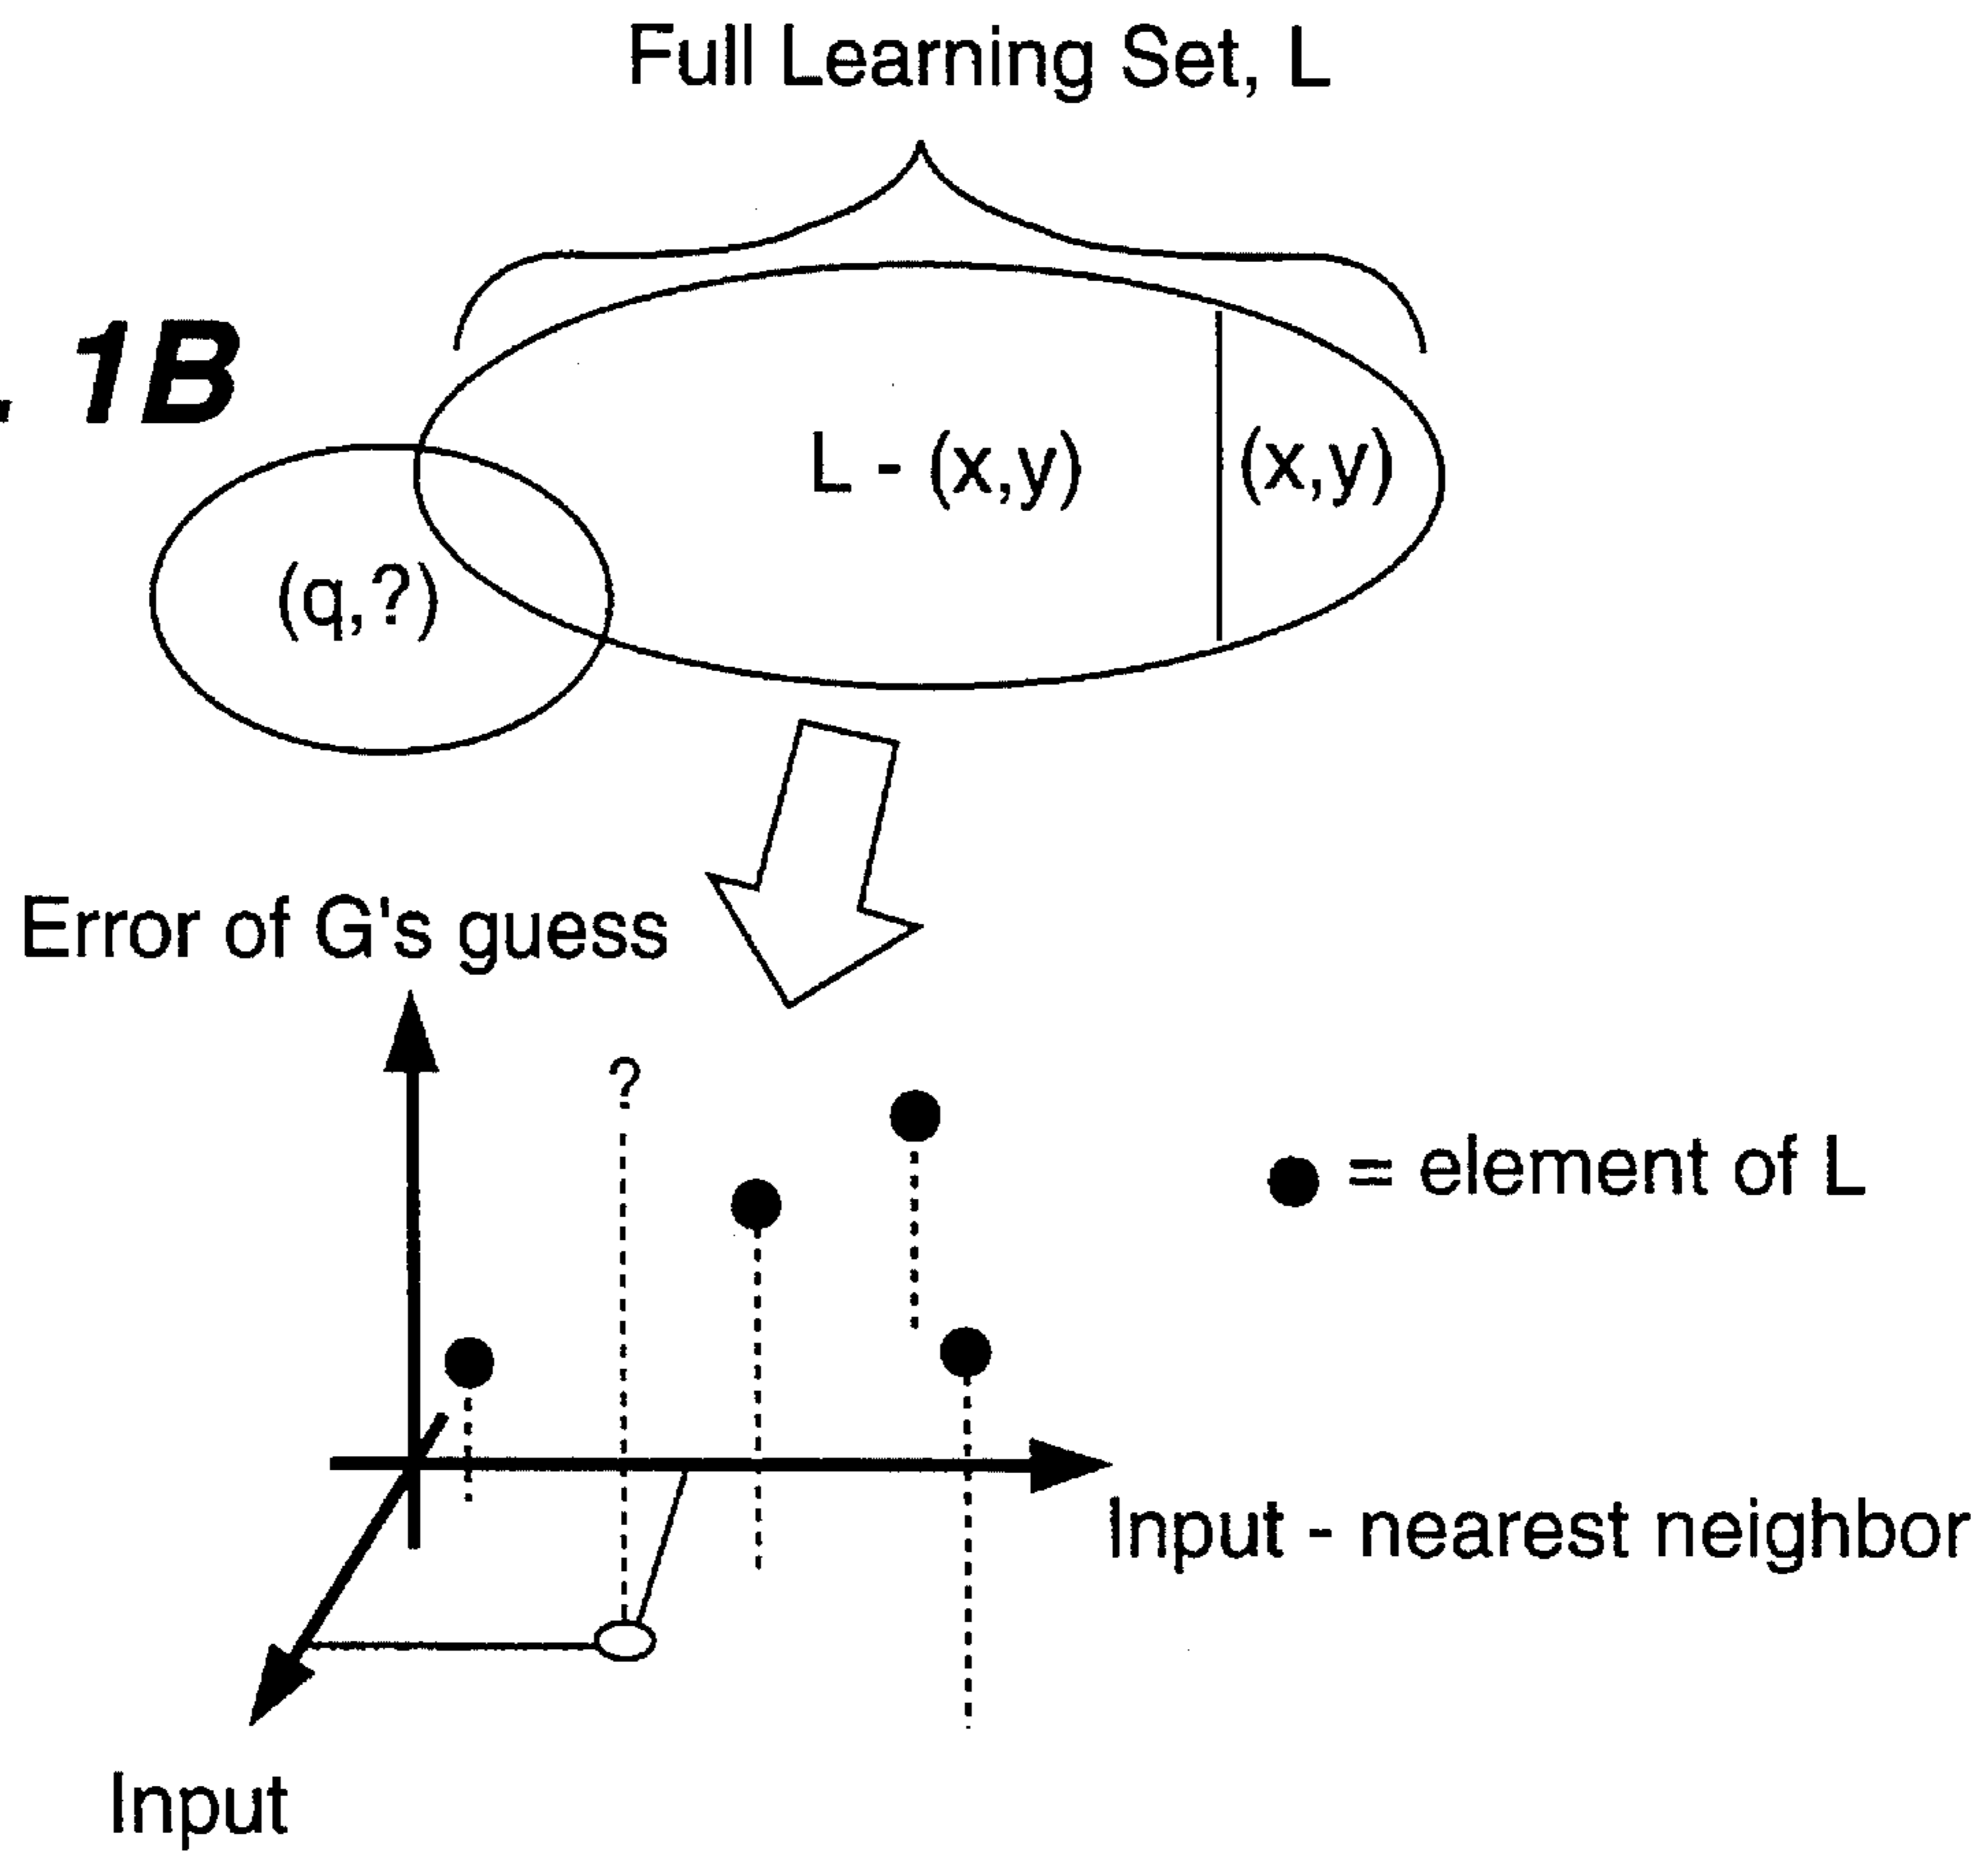 Full Learning Set, L
. 1B
L - (x,y)
(x,y)
(q,?)
Error of G's guess
?
= element of L
Input - nearest neighbor
Input